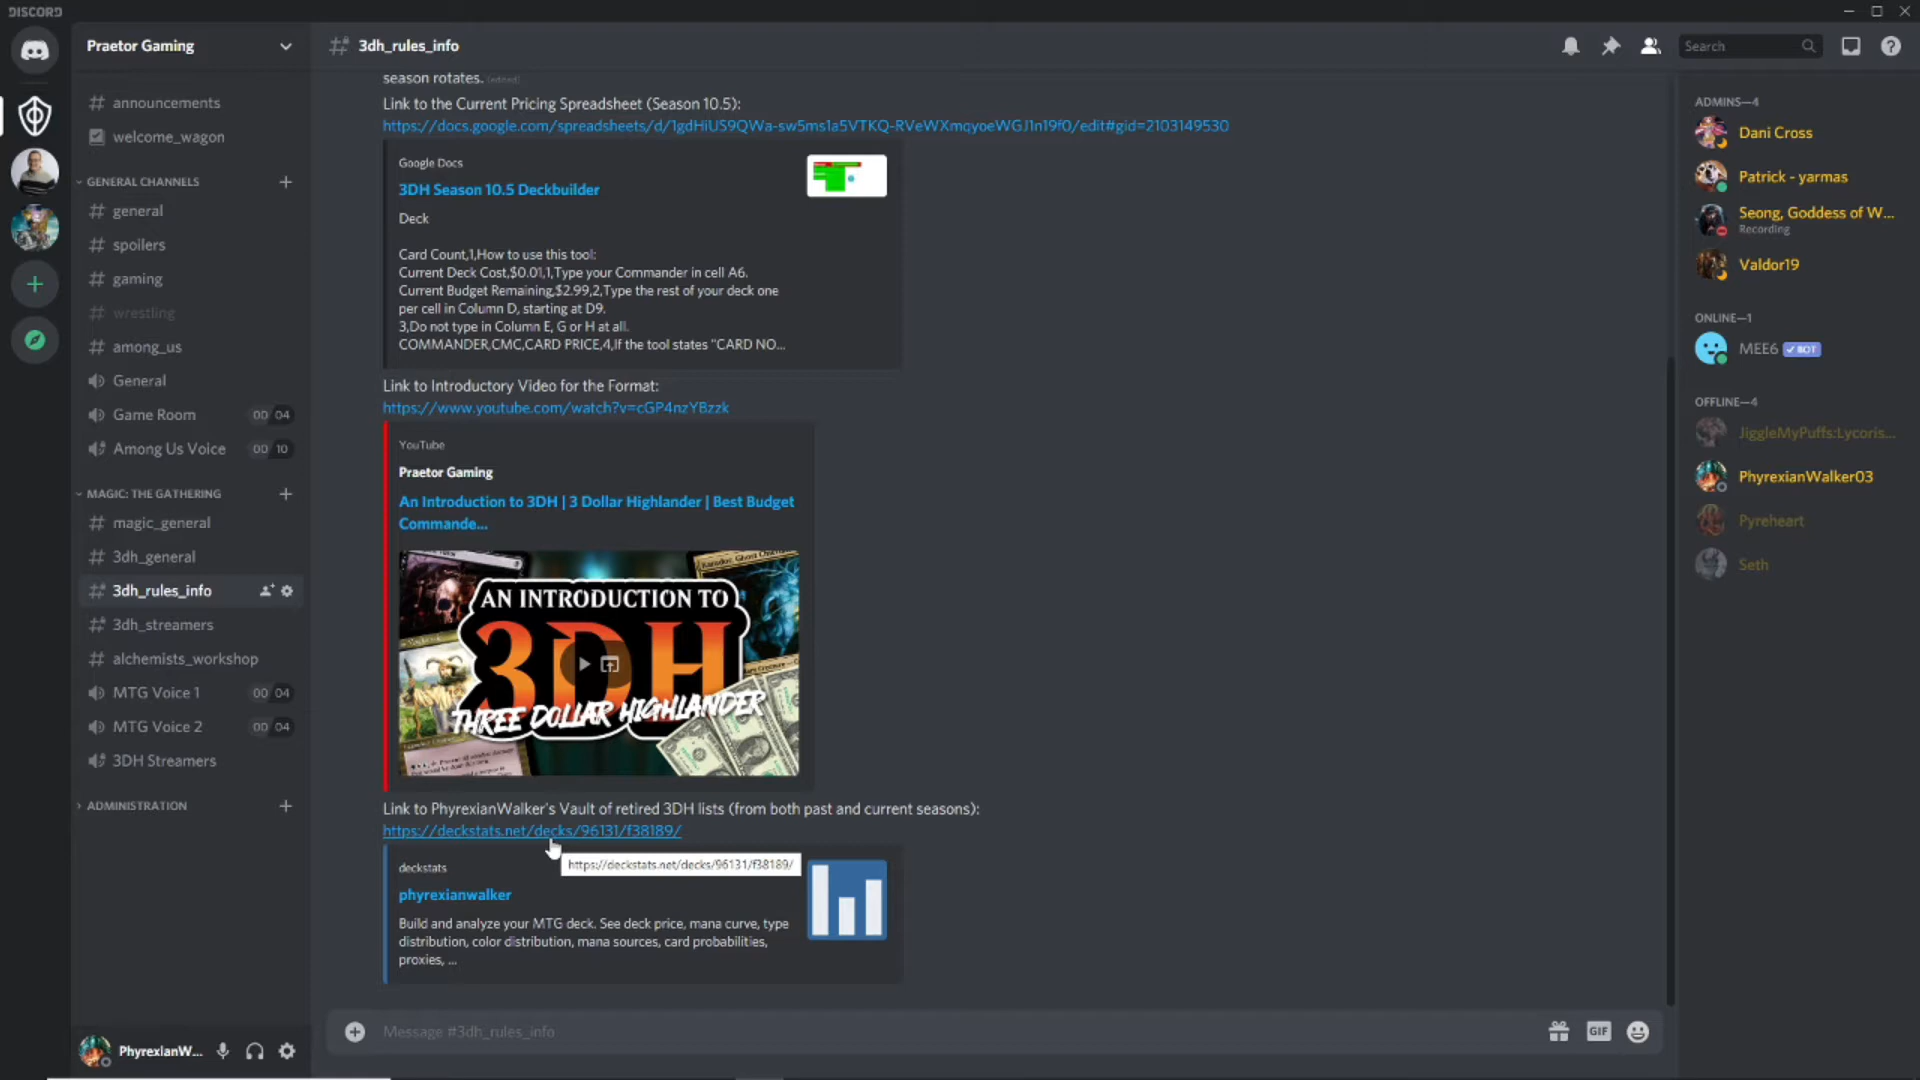 DISCORD
Praetor Gaming
announcements
welcome_wagon
GENERAL CHANNELS
general
spoilers
gaming
wrestling
among_us
General
Game Room 00 04
Among Us Voice 00 10
MAGIC: THE GATHERING
magic_general
3dh_general
3dh_rules_info
3dh_streamers
alchemists_workshop
MTG Voice 1 00 04
MTG Voice 2 00 04
3DH Streamers
ADMINISTRATION
PhyrexianW...
3dh_rules_info
Search
season rotates. (edited)
Link to the Current Pricing Spreadsheet (Season 10.5):
https://docs.google.com/spreadsheets/d/1gdHiUS9QWa-sw5ms1a5VTKQ-RVeWXmqyoeWGJ1n19f0/edit#gid=2103149530
Google Docs
3DH Season 10.5 Deckbuilder
Deck
Card Count,1,How to use this tool:
Current Deck Cost,$0.01,1,Type your Commander in cell A6.
Current Budget Remaining,$2.99,2,Type the rest of your deck one
per cell in Column D, starting at D9.
3,Do not type in Column E, G or H at all.
COMMANDER,CMC,CARD PRICE,4,If the tool states "CARD NO...
Link to Introductory Video for the Format:
https://www.youtube.com/watch?v=cGP4nzYBzzk
YouTube
Praetor Gaming
An Introduction to 3DH | 3 Dollar Highlander | Best Budget
Commande...
AN INTRODUCTION TO
3DH
THREE DOLLAR HIGHLANDER
Link to PhyrexianWalker's Vault of retired 3DH lists (from both past and current seasons):
https://deckstats.net/decks/96131/f38189/
https://deckstats.net/decks/96131/f38189/
deckstats
phyrexianwalker
Build and analyze your MTG deck. See deck price, mana curve, type
distribution, color distribution, mana sources, card probabilities,
proxies, ...
Message #3dh_rules_info
GIF
ADMINS—4
Dani Cross
Patrick - yarmas
Seong, Goddess of W...
Recording
Valdor19
ONLINE—1
MEE6 BOT
OFFLINE—4
JiggleMyPuffs:Lycoris...
PhyrexianWalker03
Pyreheart
Seth